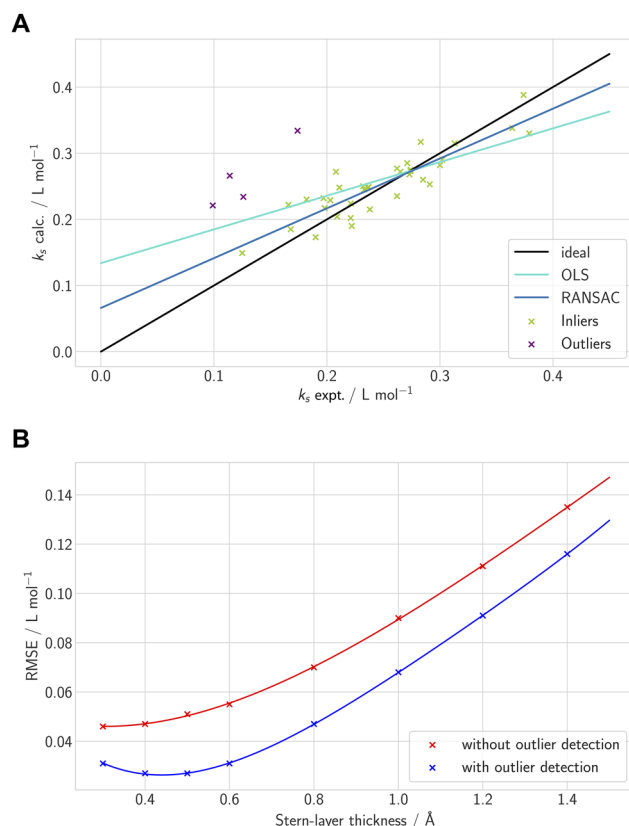 A
0.4
0.3
0.2
0.1
0.0
kₛ calc. / L mol⁻¹
ideal
OLS
RANSAC
Inliers
Outliers
0.0 0.1 0.2 0.3 0.4
kₛ expt. / L mol⁻¹
B
0.14
0.12
0.10
0.08
0.06
0.04
RMSE / L mol⁻¹
without outlier detection
with outlier detection
0.4 0.6 0.8 1.0 1.2 1.4
Stern-layer thickness / Å